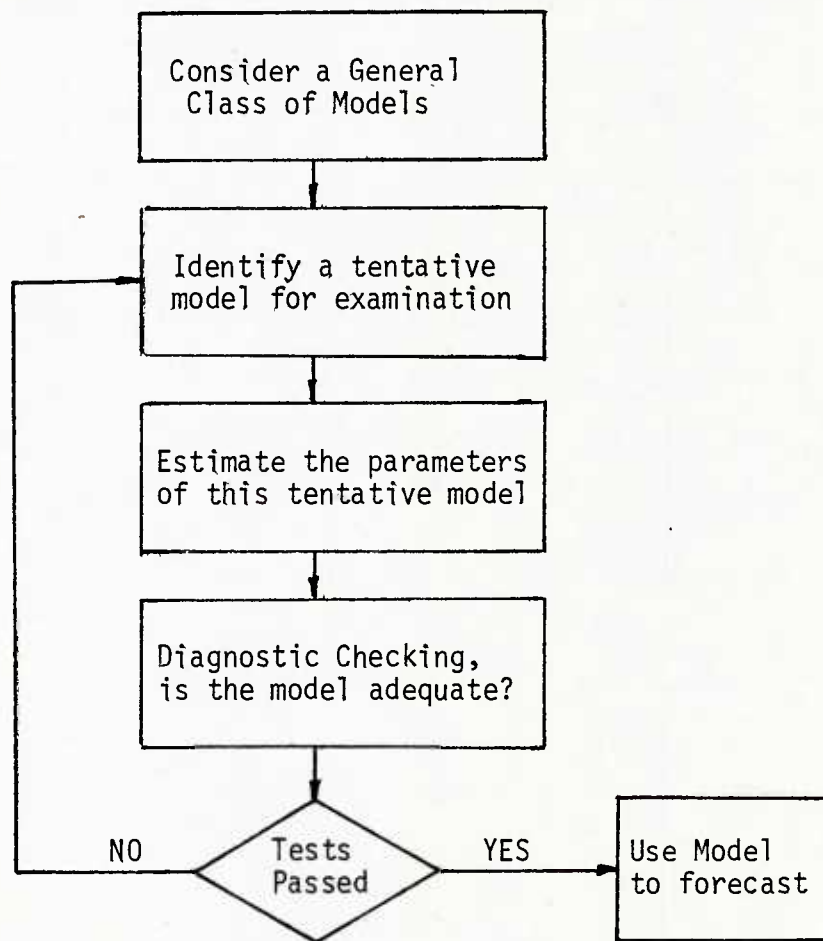 Consider a General
Class of Models
Identify a tentative
model for examination
Estimate the parameters
of this tentative model
Diagnostic Checking,
is the model adequate?
Tests
Passed
NO
YES
Use Model
to forecast